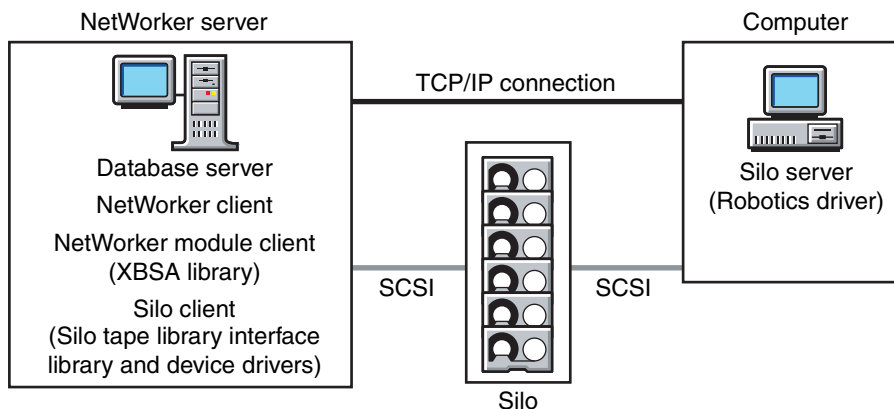 NetWorker server
Computer
TCP/IP connection
Database server
NetWorker client
NetWorker module client
(XBSA library)
Silo client
(Silo tape library interface
library and device drivers)
SCSI
SCSI
Silo
Silo server
(Robotics driver)